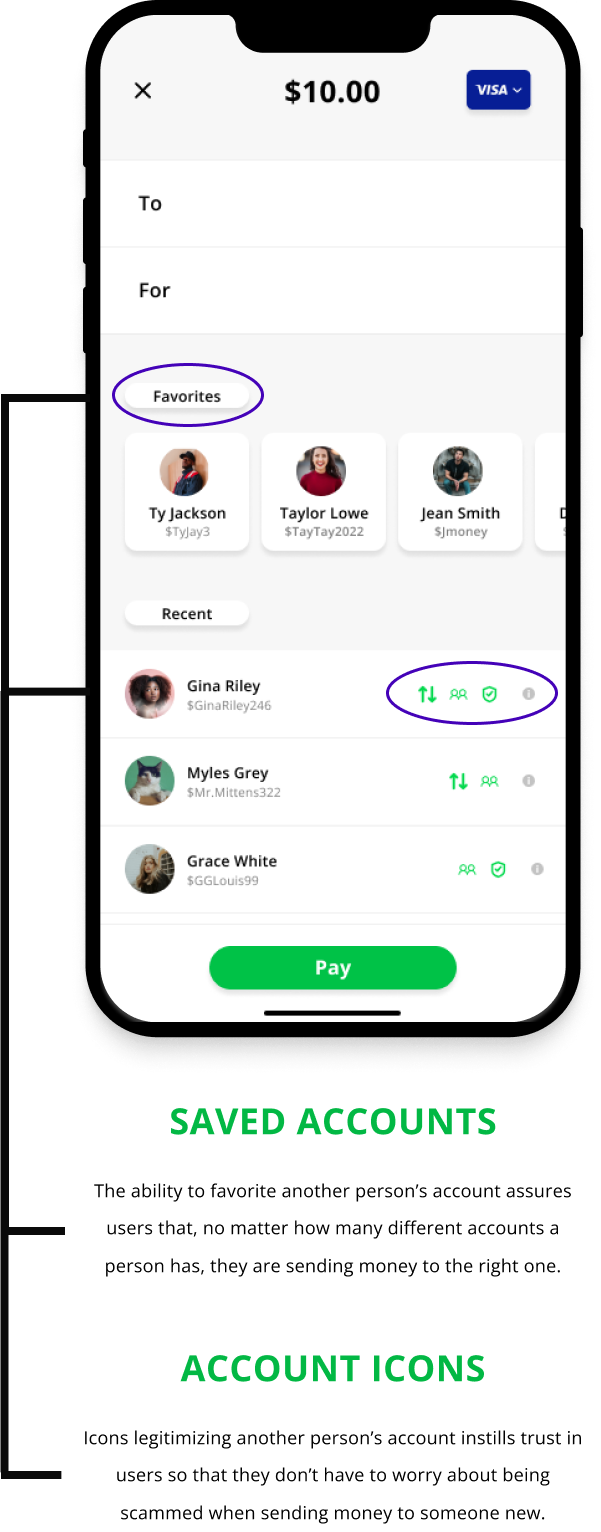 $10.00
VISA
To
For
Favorites
Ty Jackson
$TyJay3
Taylor Lowe
$TayTay2022
Jean Smith
$Jmoney
D
Recent
Gina Riley
$GinaRiley246
Myles Grey
$Mr.Mittens322
Grace White
$GGLouis99
Pay
SAVED ACCOUNTS
The ability to favorite another person’s account assures
users that, no matter how many different accounts a
person has, they are sending money to the right one.
ACCOUNT ICONS
Icons legitimizing another person’s account instills trust in
users so that they don’t have to worry about being
scammed when sending money to someone new.